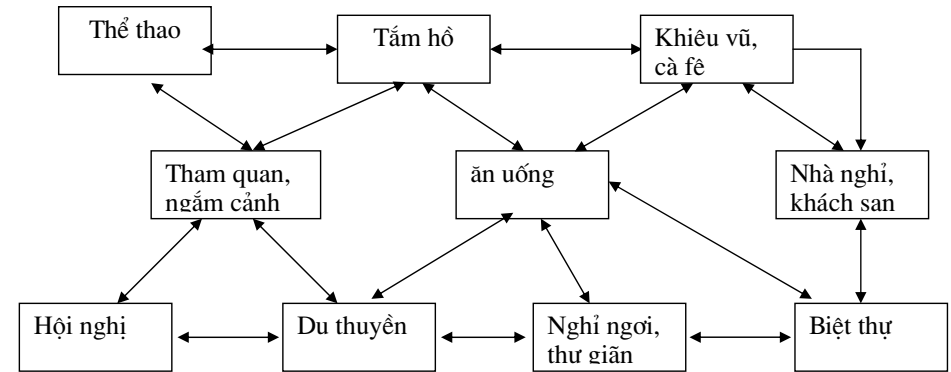 Thể thao
Tắm hồ
Khiêu vũ,
cà fê
Tham quan,
ngắm cảnh
ăn uống
Nhà nghỉ,
khách sạn
Hội nghị
Du thuyền
Nghỉ ngơi,
thư giãn
Biệt thự